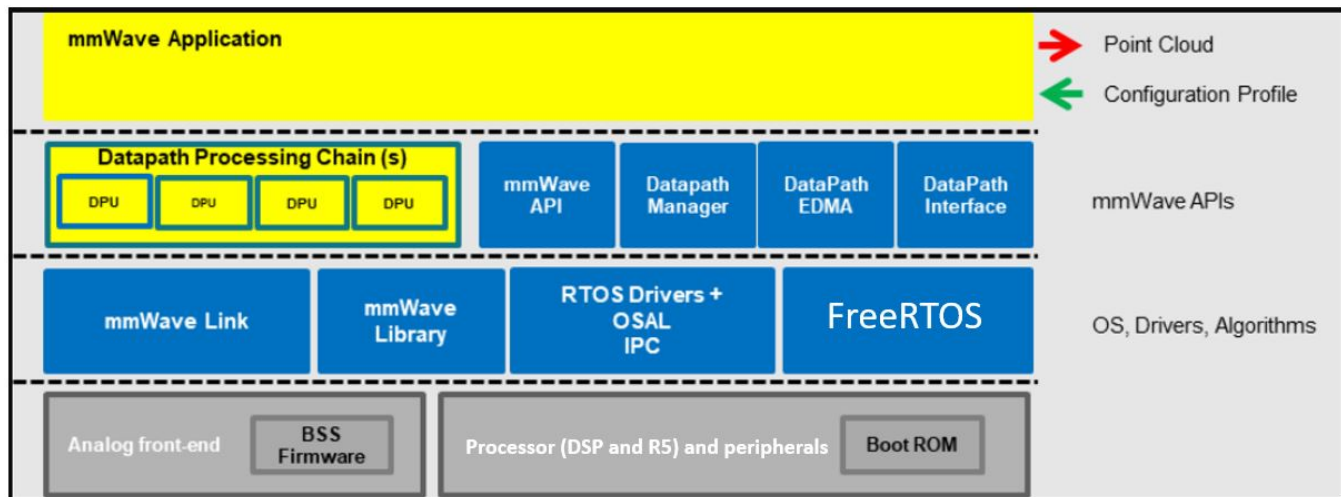 mmWave Application
Point Cloud
Configuration Profile
Datapath Processing Chain (s)
DPU
DPU
DPU
DPU
mmWave
API
Datapath
Manager
DataPath
EDMA
DataPath
Interface
mmWave APIs
mmWave Link
mmWave
Library
RTOS Drivers +
OSAL
IPC
FreeRTOS
OS, Drivers, Algorithms
Analog front-end
BSS
Firmware
Processor (DSP and R5) and peripherals
Boot ROM